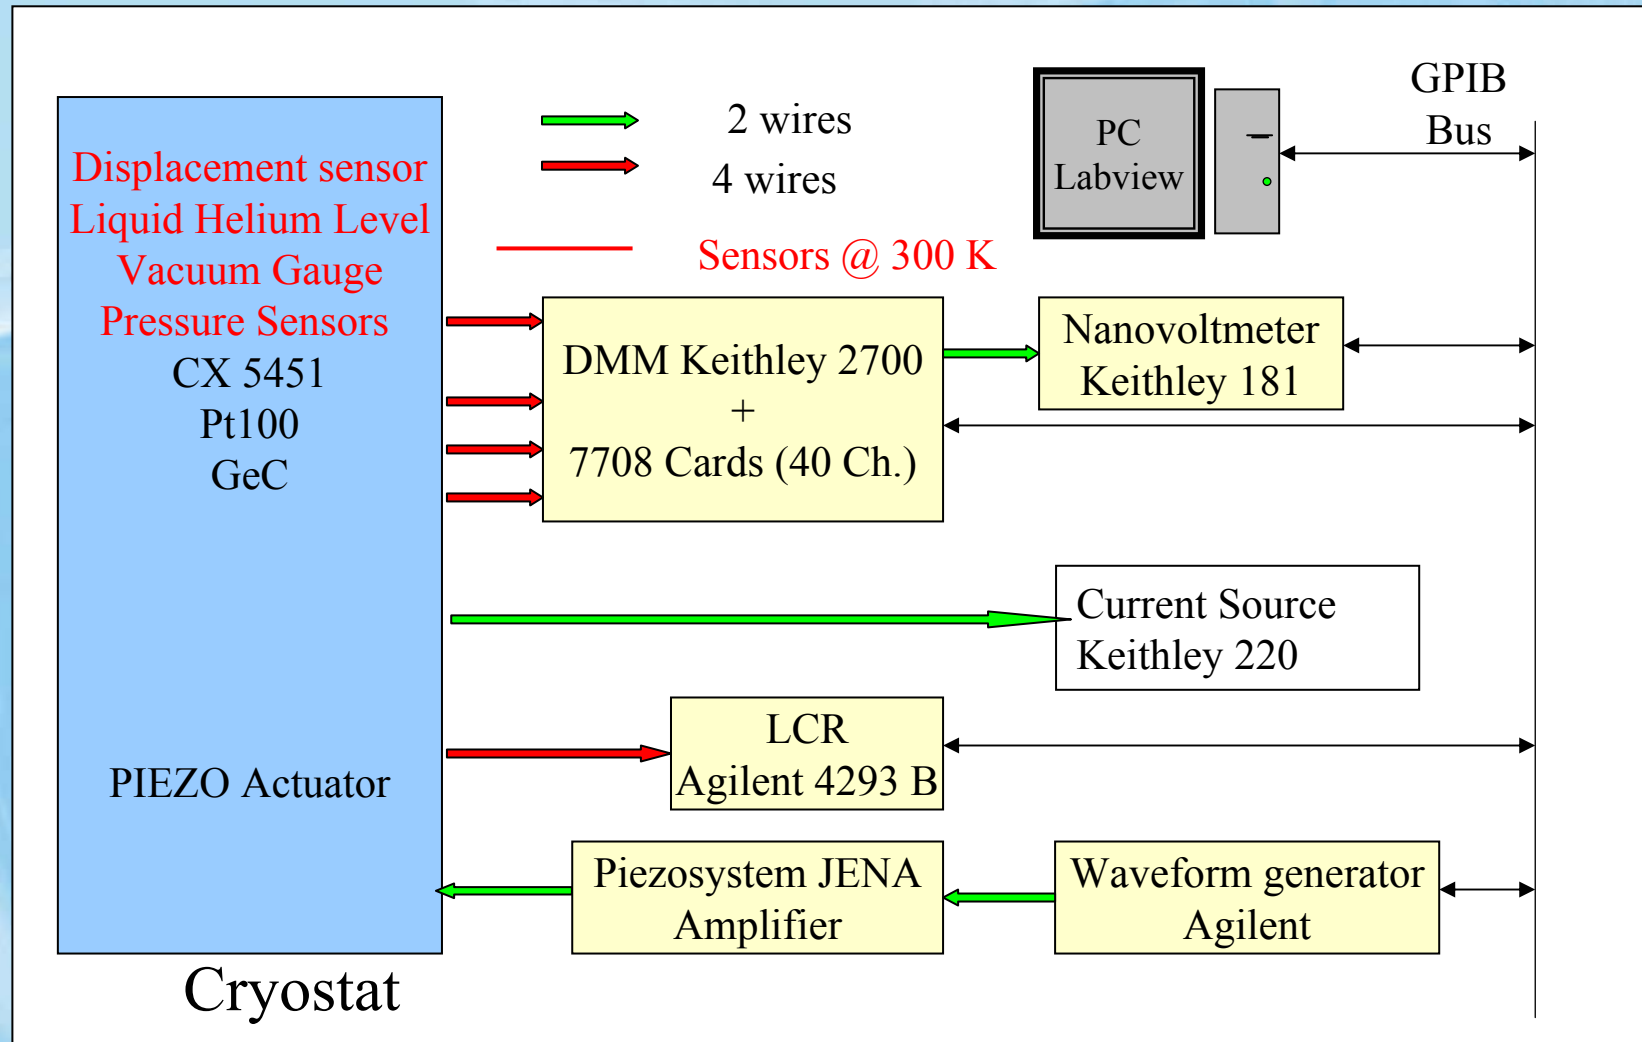 Displacement sensor
Liquid Helium Level
Vacuum Gauge
Pressure Sensors
CX 5451
Pt100
GeC
PIEZO Actuator
Cryostat
2 wires
4 wires
Sensors @ 300 K
PC
Labview
GPIB
Bus
DMM Keithley 2700
+
7708 Cards (40 Ch.)
Nanovoltmeter
Keithley 181
Current Source
Keithley 220
LCR
Agilent 4293 B
Piezosystem JENA
Amplifier
Waveform generator
Agilent